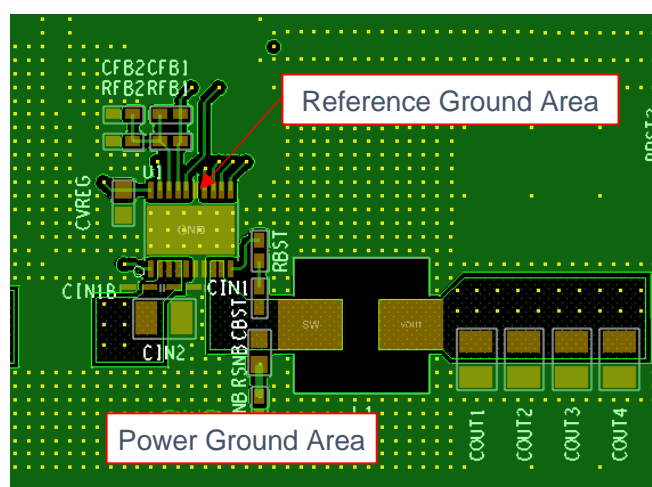 CFB2CFB1
RFB2RFB1
Reference Ground Area
U1
CVREG
GND
RBST
CIN1B
CIN1
CBST
CIN2
SW
VOUT
RSNB
Power Ground Area
COUT1
COUT2
COUT3
COUT4